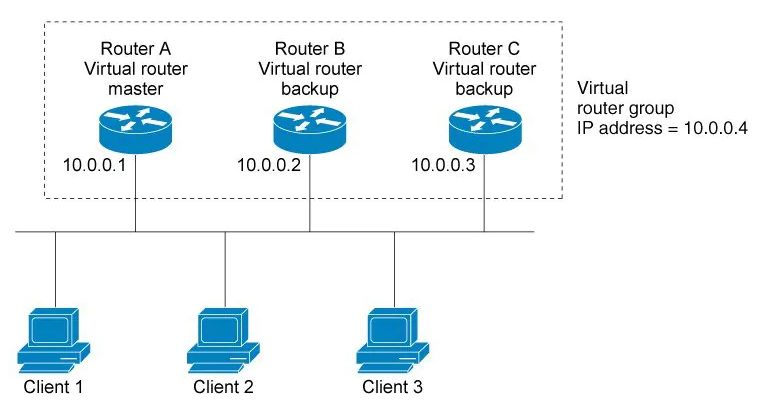 Router A
Virtual router
master
Router B
Virtual router
backup
Router C
Virtual router
backup
Virtual
router group
IP address = 10.0.0.4
10.0.0.1
10.0.0.2
10.0.0.3
Client 1
Client 2
Client 3